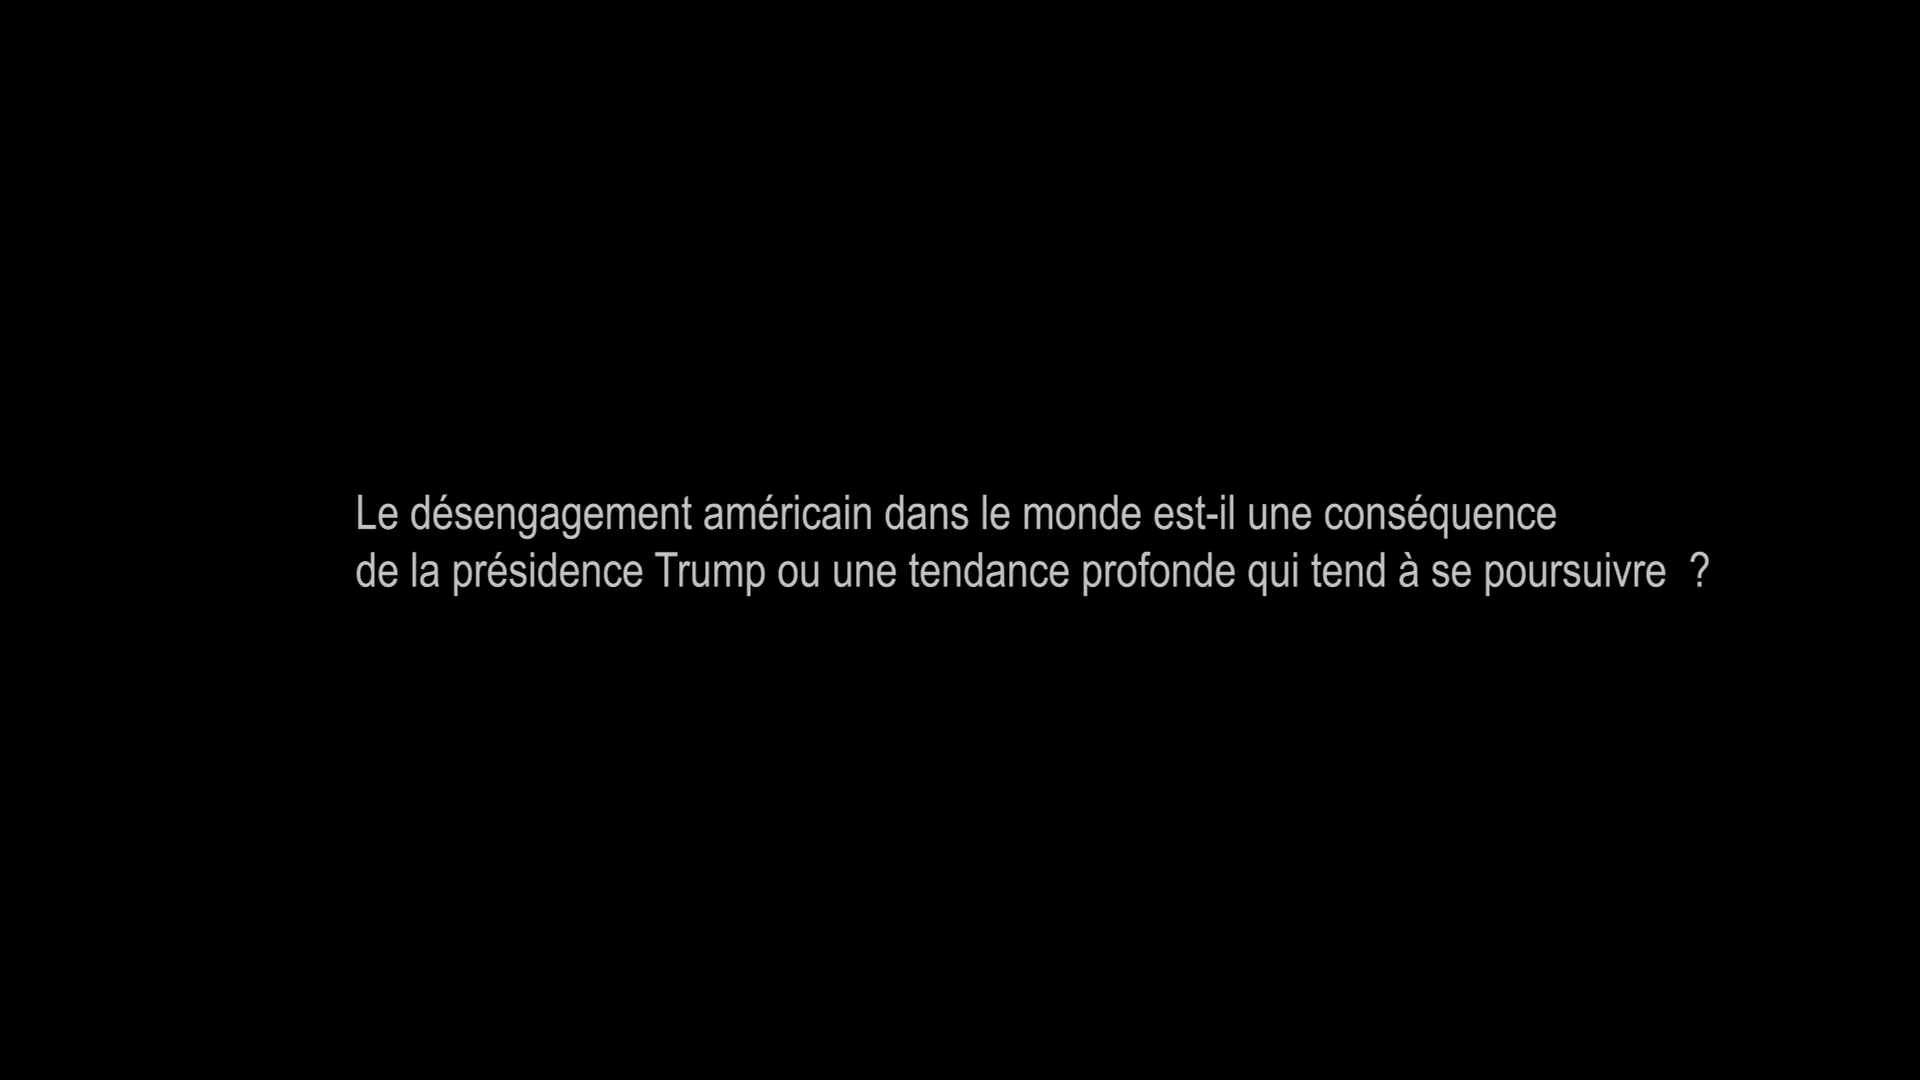 Le désengagement américain dans le monde est-il une conséquence
de la présidence Trump ou une tendance profonde qui tend à se poursuivre  ?